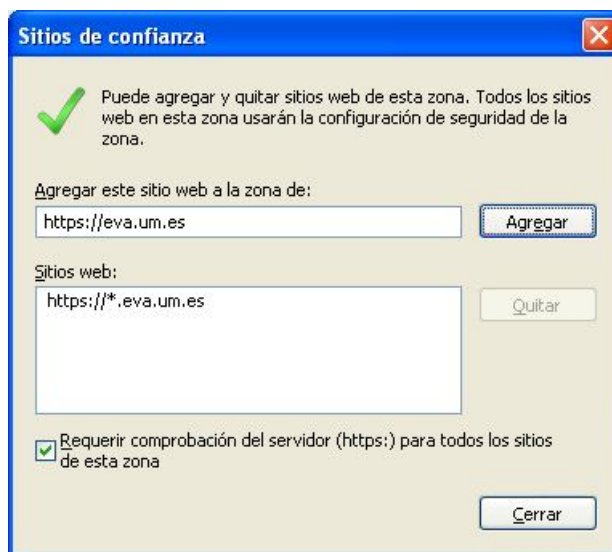 Sitios de confianza
Puede agregar y quitar sitios web de esta zona. Todos los sitios
web en esta zona usarán la configuración de seguridad de la
zona.
Agregar este sitio web a la zona de:
https://eva.um.es
Agregar
Sitios web:
https://*.eva.um.es
Quitar
Requerir comprobación del servidor (https:) para todos los sitios
de esta zona
Cerrar